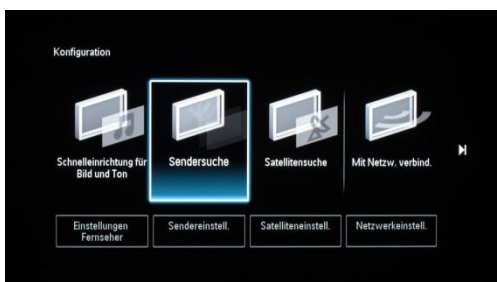 Konfiguration
Schnelleinrichtung für
Bild und Ton
Sendersuche
Satellitensuche
Mit Netzw. verbind.
Einstellungen
Fernseher
Sendereinstell.
Satelliteneinstell.
Netzwerkeinstell.